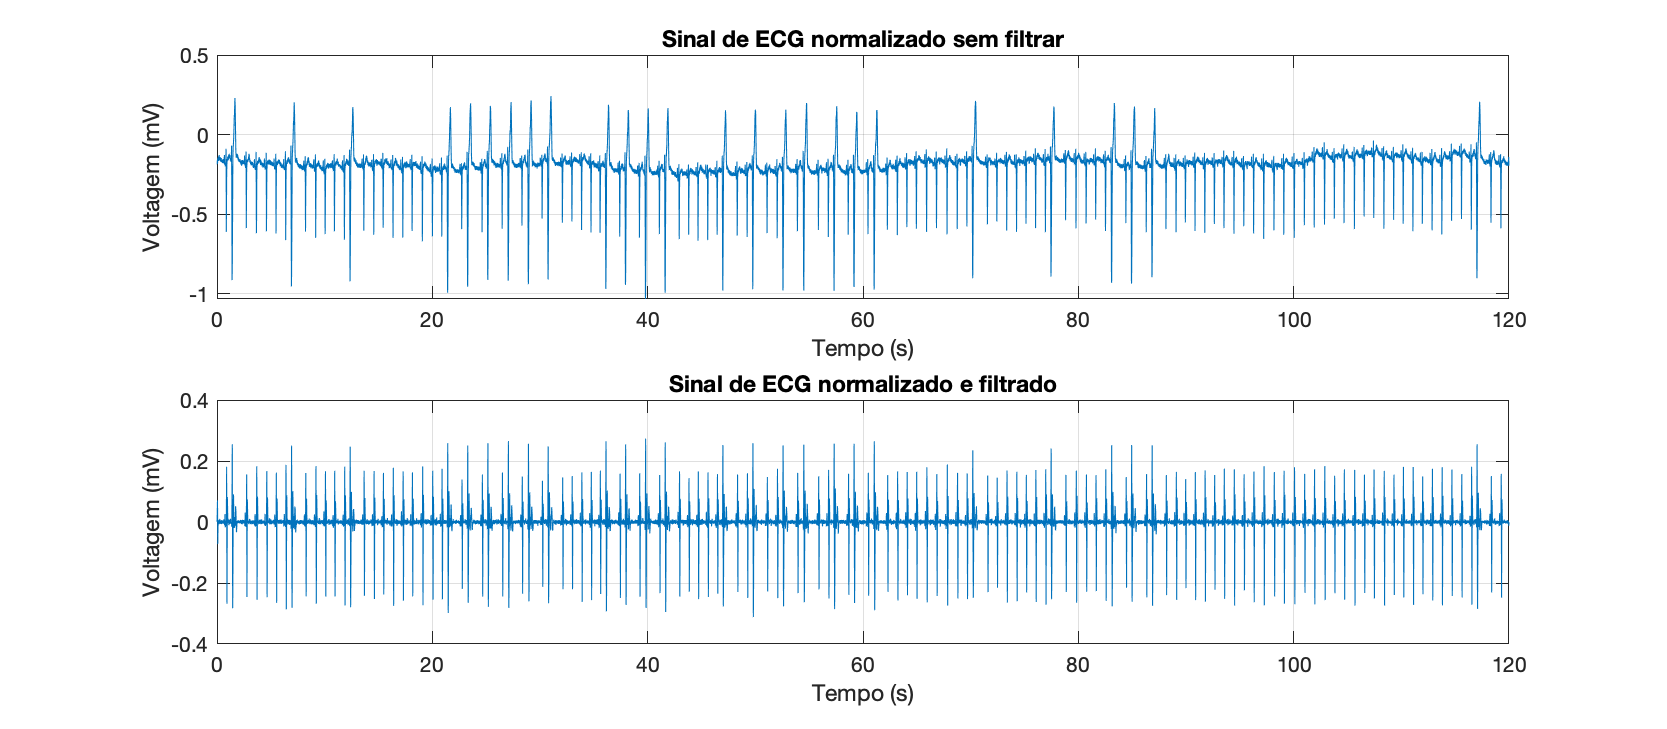 Sinal de ECG normalizado sem filtrar
0.5
0
-0.5
-1
Voltagem (mV)
0 20 40 60 80 100 120
Tempo (s)
Sinal de ECG normalizado e filtrado
0.4
0.2
0
-0.2
-0.4
Voltagem (mV)
0 20 40 60 80 100 120
Tempo (s)